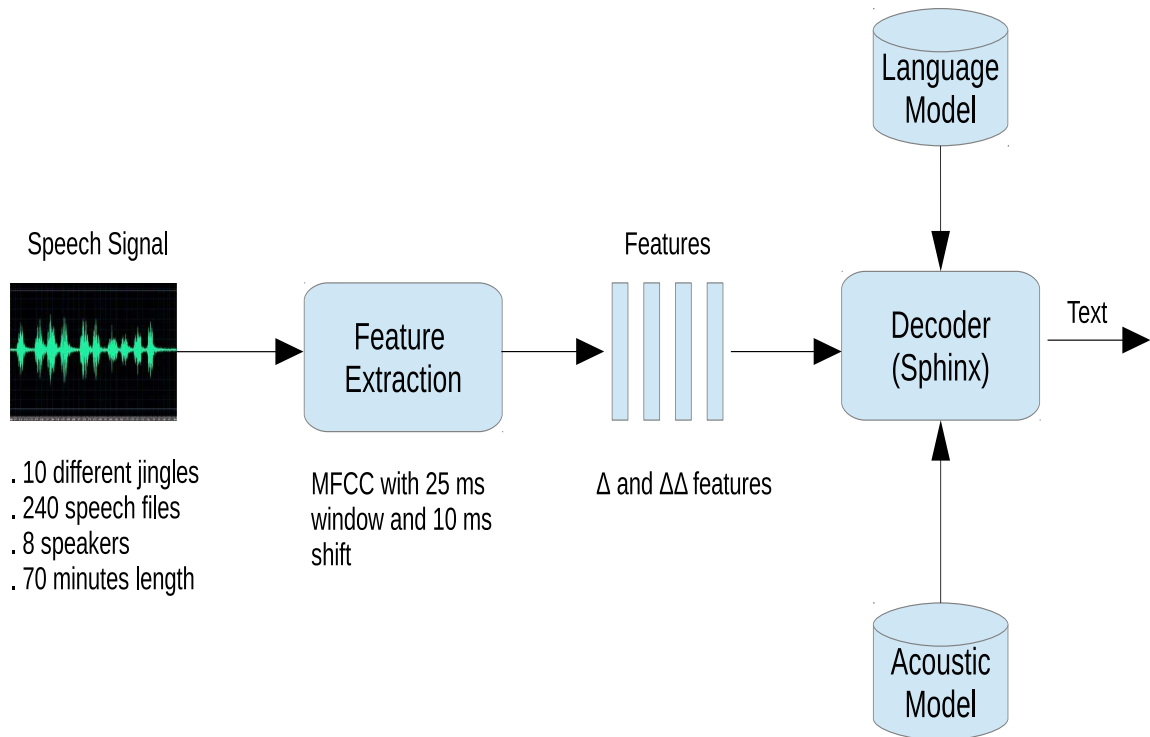 Language
Model
Speech Signal
Features
Feature
Extraction
Decoder
(Sphinx)
Text
. 10 different jingles
. 240 speech files
. 8 speakers
. 70 minutes length
MFCC with 25 ms
window and 10 ms
shift
Δ and ΔΔ features
Acoustic
Model